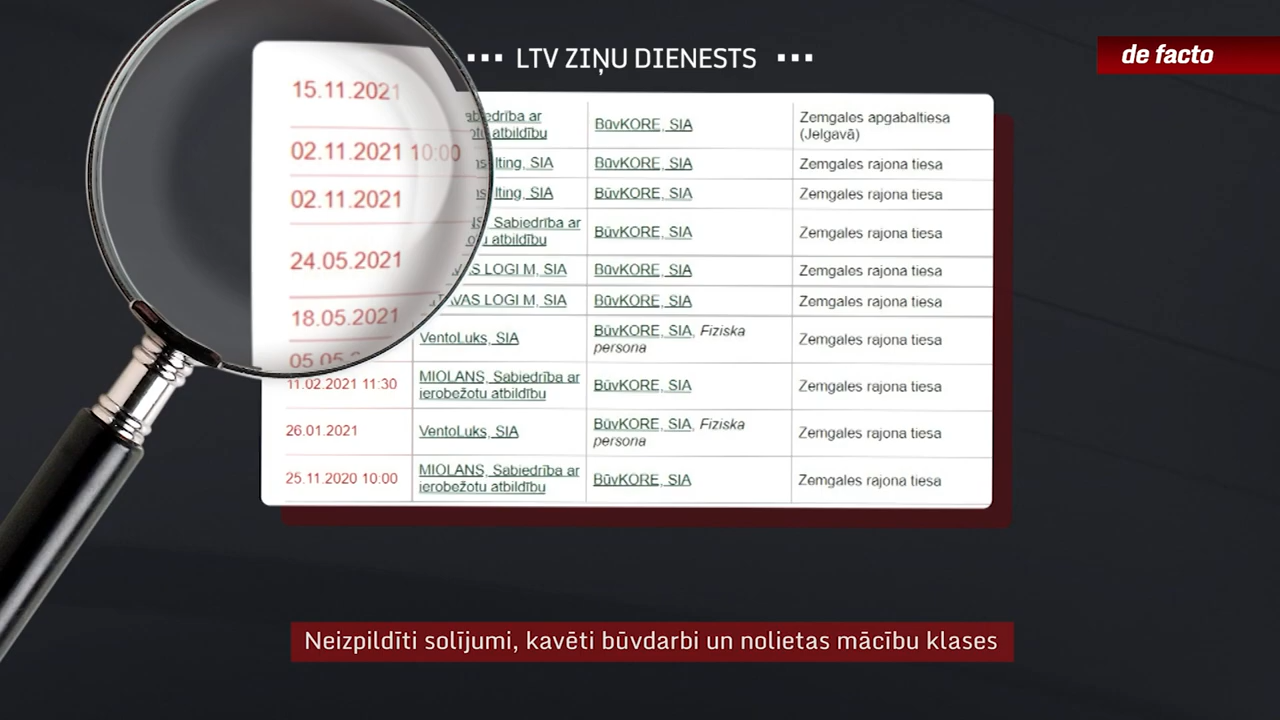 LTV ZIŅU DIENESTS
de facto
15.11.2021
atbildību
BūvKORE, SIA
Zemgales apgabaltiesa
(Jelgavā)
02.11.2021 10:00
SIA
BūvKORE, SIA
Zemgales rajona tiesa
02.11.2021
SIA
BūvKORE, SIA
Zemgales rajona tiesa
24.05.2021
Sabiedrība ar
atbildību
BūvKORE, SIA
Zemgales rajona tiesa
LOGI M, SIA
BūvKORE, SIA
Zemgales rajona tiesa
18.05.2021
LOGI M, SIA
BūvKORE, SIA
Zemgales rajona tiesa
VentoLuks, SIA
BūvKORE, SIA, Fiziska
persona
Zemgales rajona tiesa
11.02.2021 11:30
MIOLANS, Sabiedrība ar
ierobežotu atbildību
BūvKORE, SIA
Zemgales rajona tiesa
26.01.2021
VentoLuks, SIA
BūvKORE, SIA, Fiziska
persona
Zemgales rajona tiesa
25.11.2020 10:00
MIOLANS, Sabiedrība ar
ierobežotu atbildību
BūvKORE, SIA
Zemgales rajona tiesa
Neizpildīti solījumi, kavēti būvdarbi un nolietas mācību klases